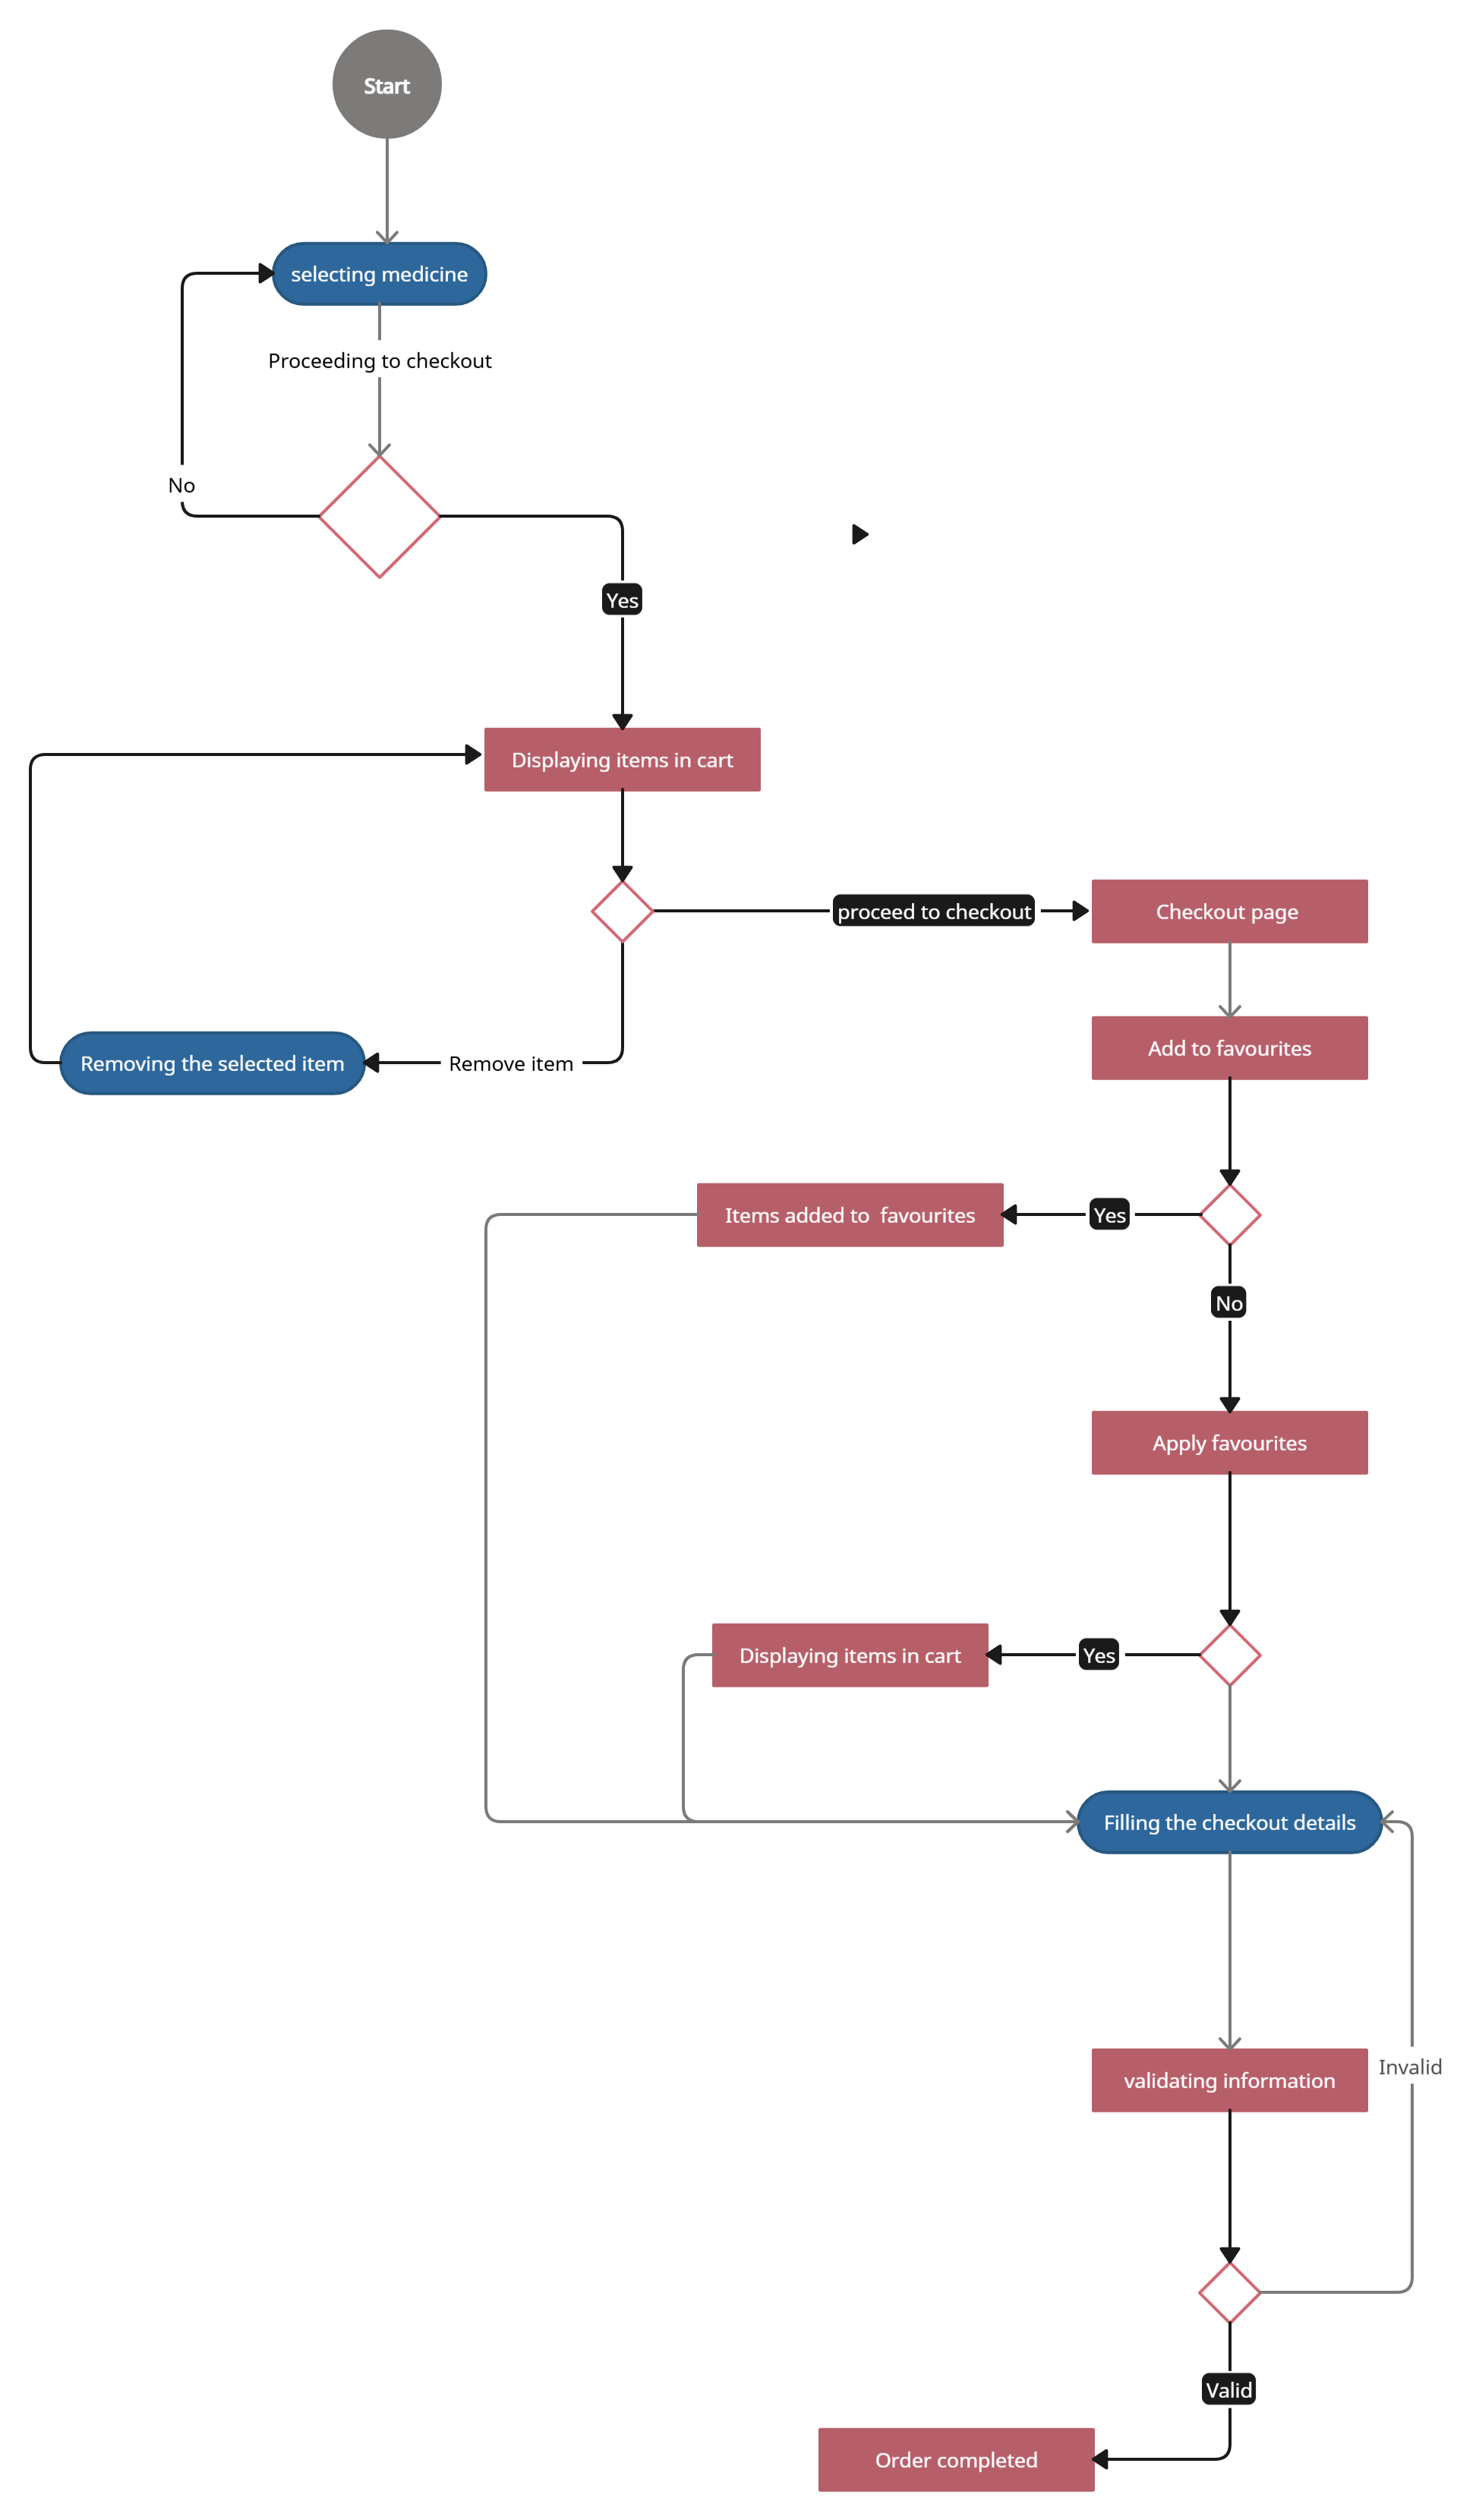 Start
selecting medicine
Proceeding to checkout
No
Yes
Displaying items in cart
proceed to checkout
Checkout page
Add to favourites
Removing the selected item
Remove item
Items added to  favourites
Yes
No
Apply favourites
Displaying items in cart
Yes
Filling the checkout details
Invalid
validating information
Valid
Order completed